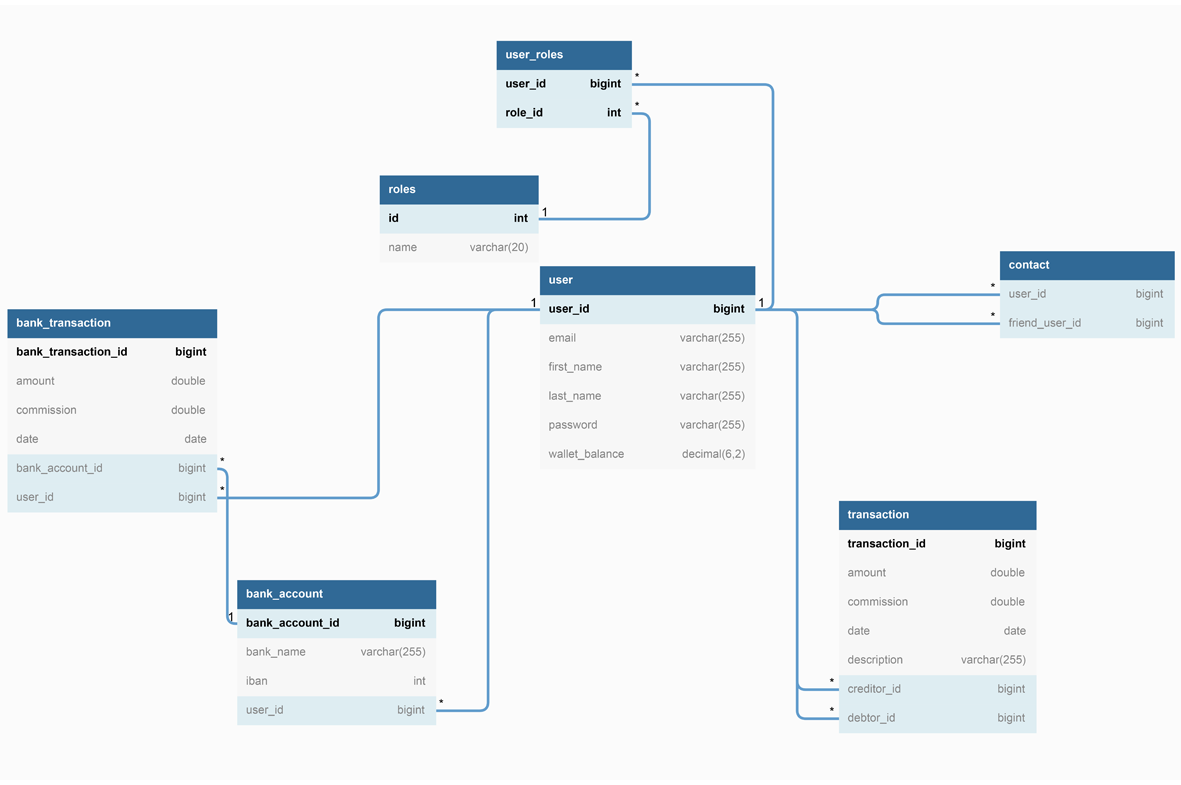 user_roles
user_id bigint *
role_id int *
roles
id int 1
name varchar(20)
user
1 user_id bigint 1
email varchar(255)
first_name varchar(255)
last_name varchar(255)
password varchar(255)
wallet_balance decimal(6,2)
contact
* user_id bigint
* friend_user_id bigint
bank_transaction
bank_transaction_id bigint
amount double
commission double
date date
bank_account_id bigint *
user_id bigint *
bank_account
1 bank_account_id bigint
bank_name varchar(255)
iban int
user_id bigint *
transaction
transaction_id bigint
amount double
commission double
date date
description varchar(255)
* creditor_id bigint
* debtor_id bigint